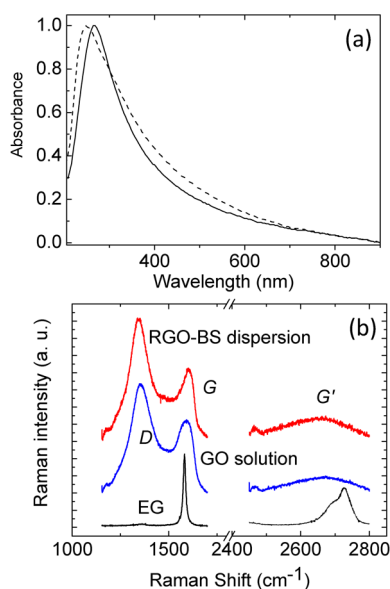 (a)
Absorbance
1.0
0.8
0.6
0.4
0.2
0.0
400 600 800
Wavelength (nm)
(b)
RGO-BS dispersion
G
G'
D
GO solution
EG
Raman intensity (a. u.)
1000 1500 2400 2600 2800
Raman Shift (cm⁻¹)